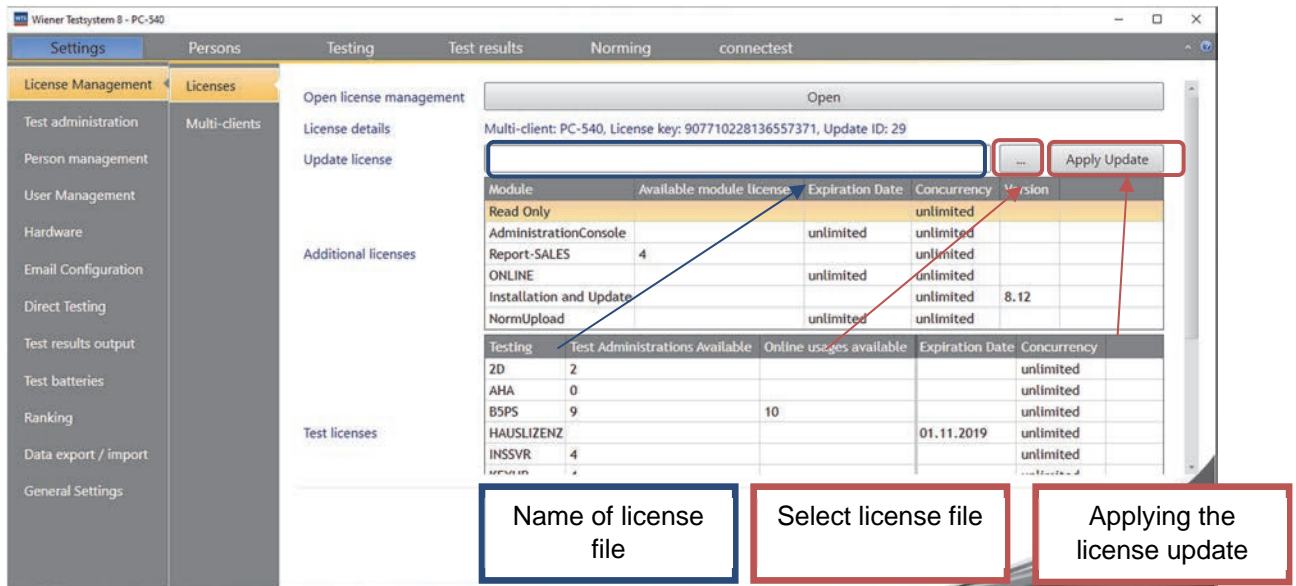 WTS Wiener Testsystem 8 - PC-540
Settings Persons Testing Test results Norming connectest
License Management
Test administration
Person management
User Management
Hardware
Email Configuration
Direct Testing
Test results output
Test batteries
Ranking
Data export / import
General Settings
Licenses
Multi-clients
Open license management Open
License details Multi-client: PC-540, License key: 907710228136557371, Update ID: 29
Update license ... Apply Update
Additional licenses
Module Available module license Expiration Date Concurrency Version
Read Only unlimited
AdministrationConsole unlimited unlimited
Report-SALES 4 unlimited
ONLINE unlimited unlimited
Installation and Update unlimited 8.12
NormUpload unlimited unlimited
Test licenses
Testing Test Administrations Available Online usages available Expiration Date Concurrency
2D 2 unlimited
AHA 0 unlimited
B5PS 9 10 unlimited
HAUSLIZENZ 01.11.2019 unlimited
INSSVR 4 unlimited
Name of license
file
Select license file
Applying the
license update